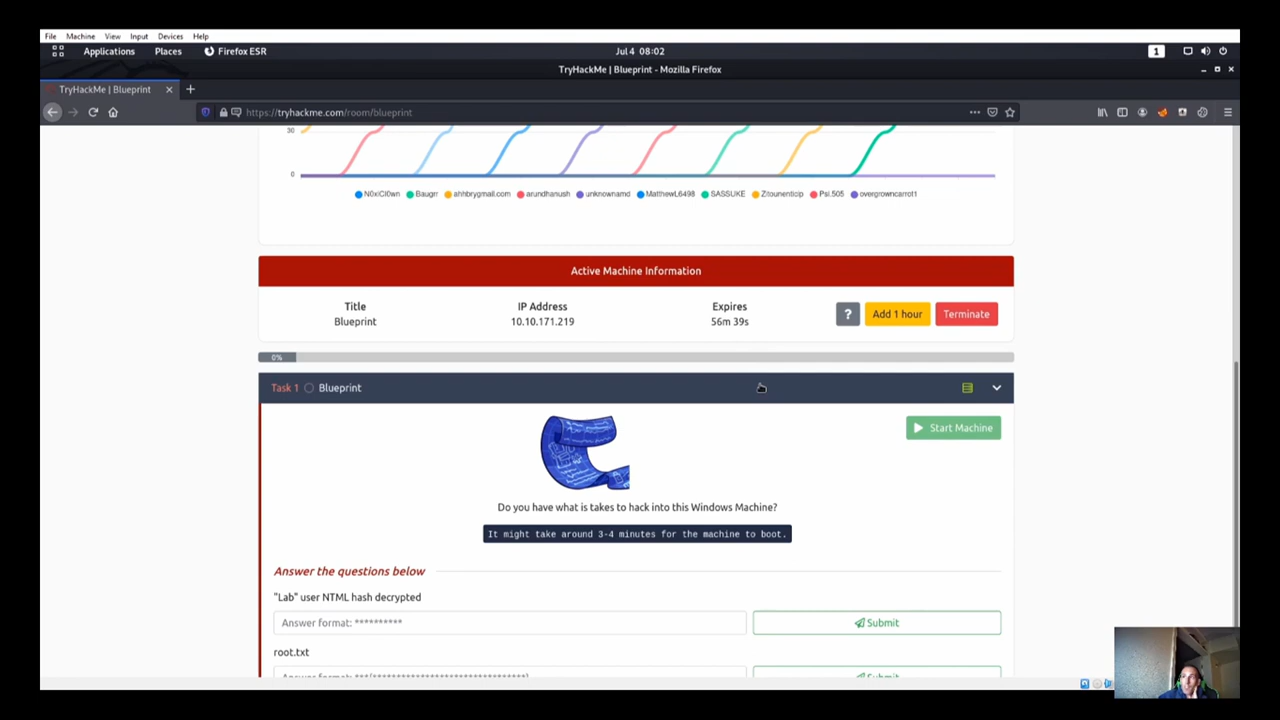 File Machine View Input Devices Help
Applications Places Firefox ESR Jul 4 08:02 1
TryHackMe | Blueprint - Mozilla Firefox
TryHackMe | Blueprint
https://tryhackme.com/room/blueprint
30
0
N0xiCl0wn Baugrr ahhbrygmail.com arundhanush unknownamd MatthewL6498 SASSUKE Zitounenticip Psi.505 overgrowncarrot1
Active Machine Information
Title IP Address Expires
Blueprint 10.10.171.219 56m 39s ? Add 1 hour Terminate
0%
Task 1 Blueprint
Start Machine
Do you have what is takes to hack into this Windows Machine?
It might take around 3-4 minutes for the machine to boot.
Answer the questions below
"Lab" user NTML hash decrypted
Answer format: ********** Submit
root.txt